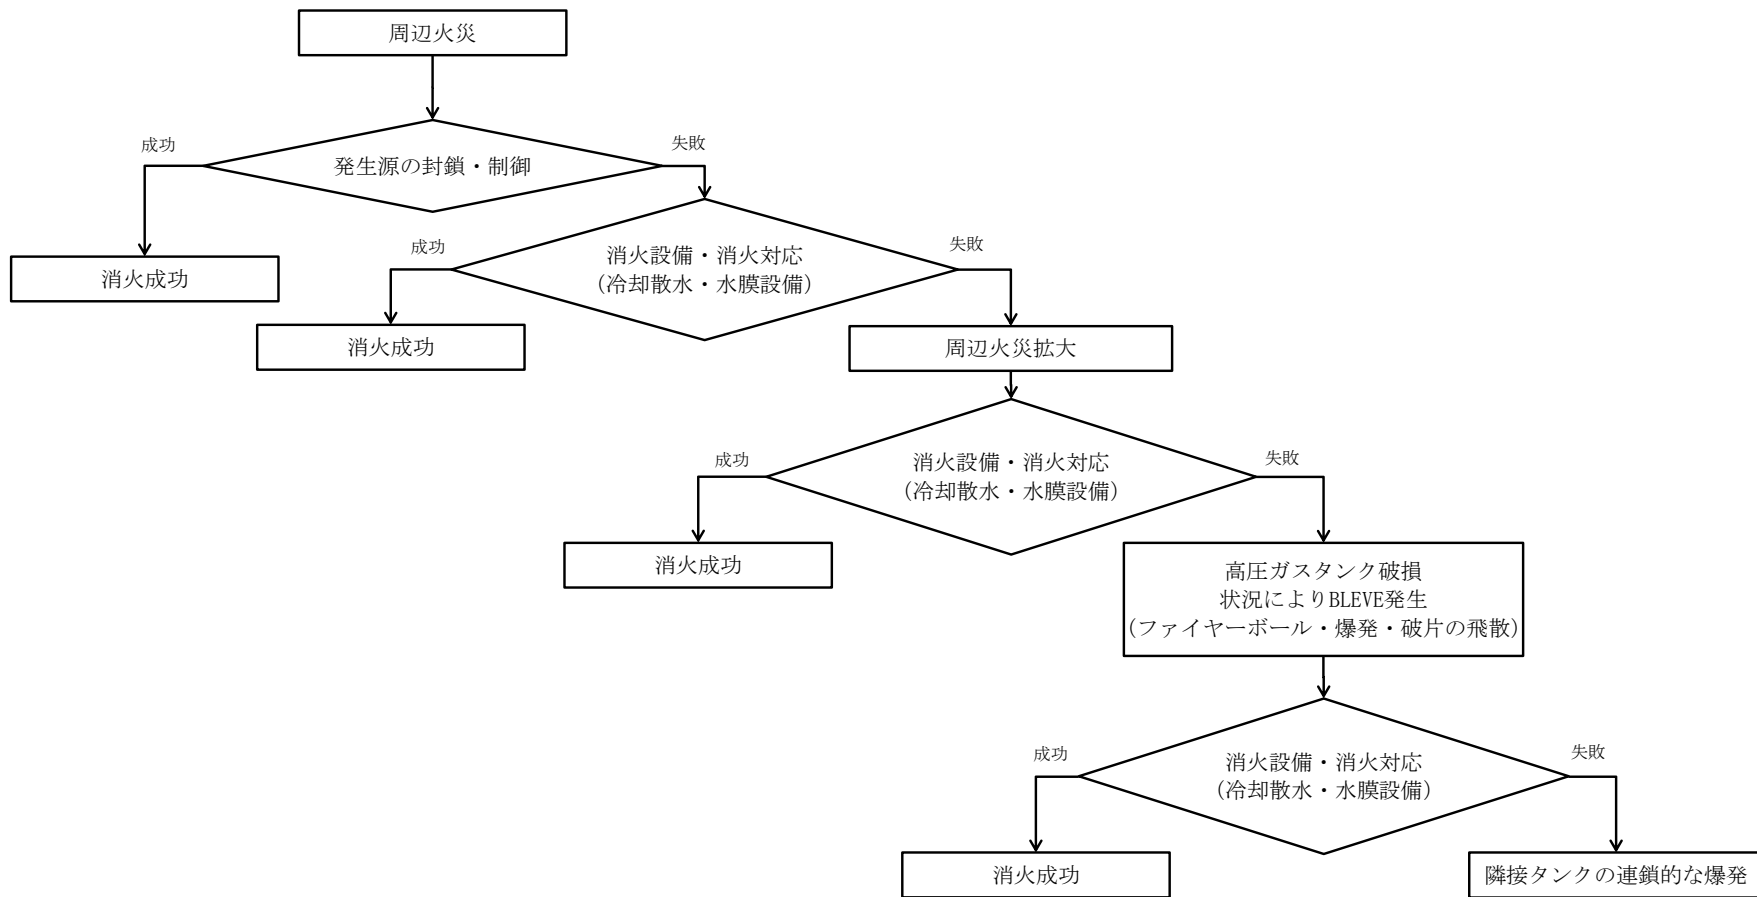 周辺火災
成功
失敗
発生源の封鎖・制御
消火成功
成功
失敗
消火設備・消火対応
(冷却散水・水膜設備)
消火成功
周辺火災拡大
成功
失敗
消火設備・消火対応
(冷却散水・水膜設備)
消火成功
高圧ガスタンク破損
状況によりBLEVE発生
(ファイヤーボール・爆発・破片の飛散)
成功
失敗
消火設備・消火対応
(冷却散水・水膜設備)
消火成功
隣接タンクの連鎖的な爆発